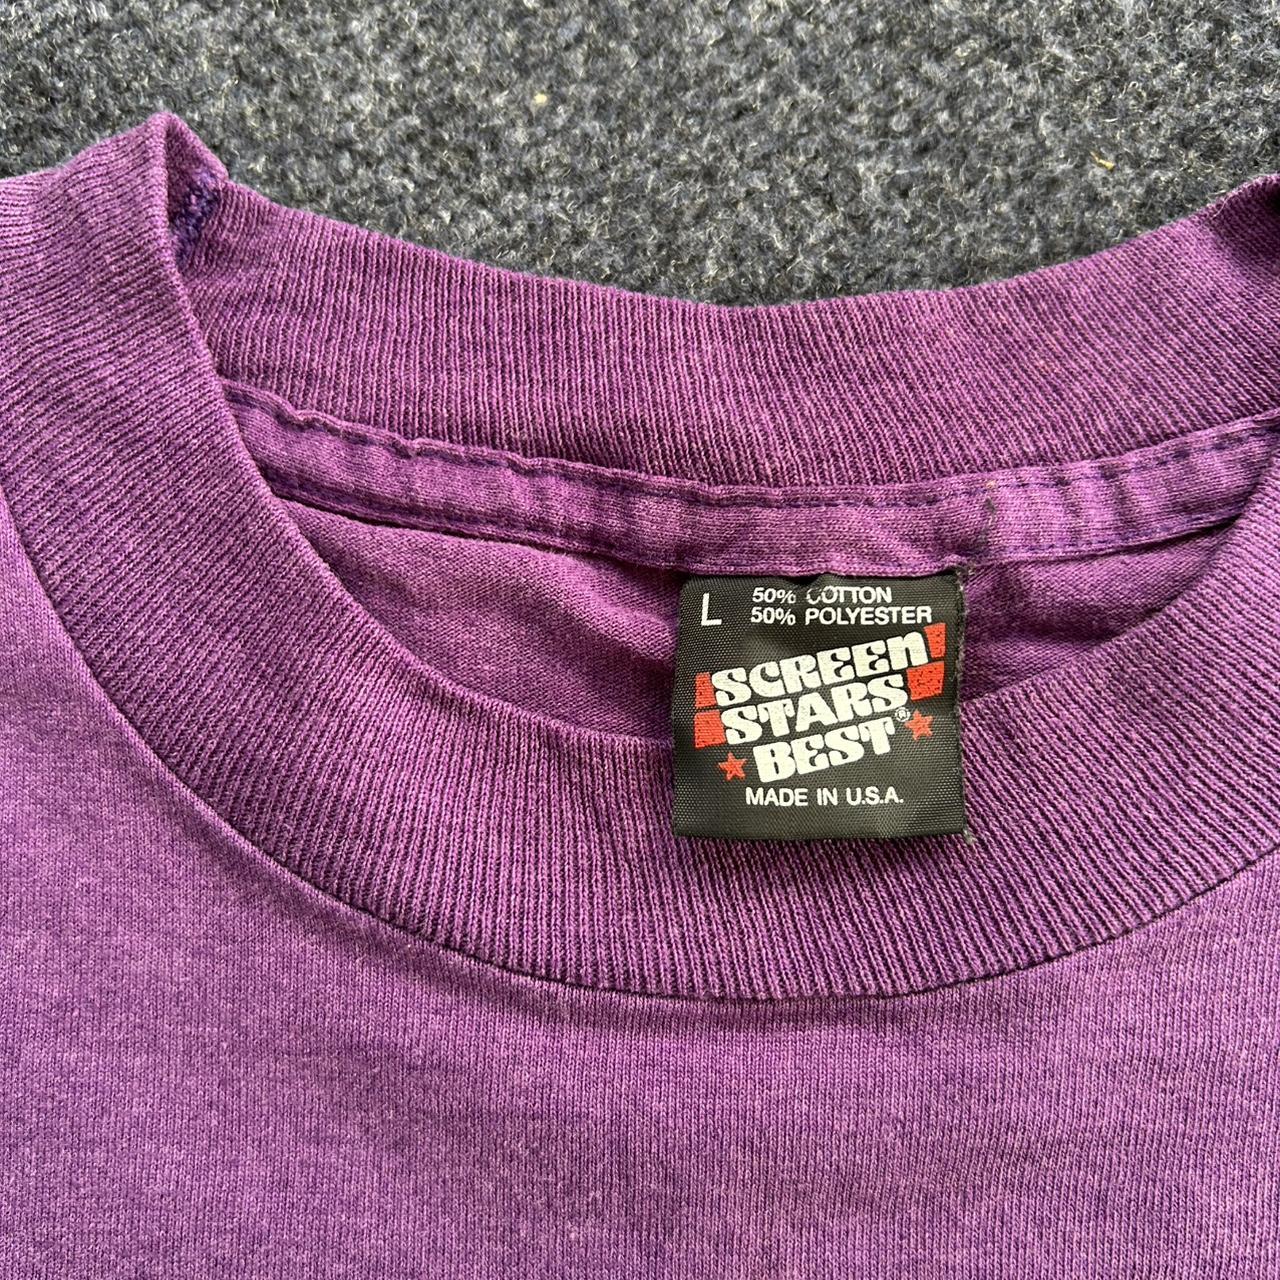 L
50% COTTON
50% POLYESTER
SCREEN
STARS
BEST®
MADE IN U.S.A.